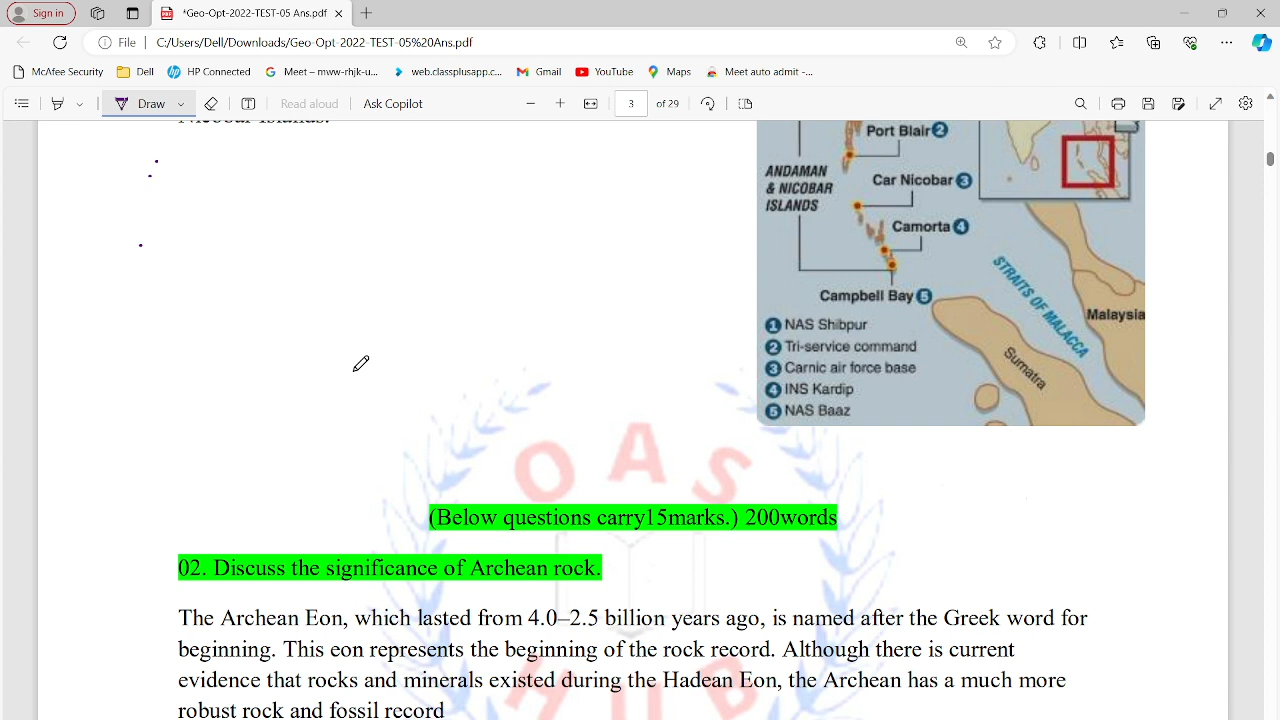 Sign in
*Geo-Opt-2022-TEST-05 Ans.pdf
File
C:/Users/Dell/Downloads/Geo-Opt-2022-TEST-05%20Ans.pdf
McAfee Security
Dell
HP Connected
Meet – mvw-rhjk-u...
web.classplusapp.c...
Gmail
YouTube
Maps
Meet auto admit -...
Draw
Read aloud
Ask Copilot
3
of 29
Nicobar Islands.
Port Blair 2
ANDAMAN
& NICOBAR
ISLANDS
Car Nicobar 3
Camorta 4
Campbell Bay 5
STRAITS OF MALACCA
Malaysia
Sumatra
1 NAS Shibpur
2 Tri-service command
3 Carnic air force base
4 INS Kardip
5 NAS Baaz
OAS
HUB
(Below questions carry15marks.) 200words
02. Discuss the significance of Archean rock.
The Archean Eon, which lasted from 4.0–2.5 billion years ago, is named after the Greek word for
beginning. This eon represents the beginning of the rock record. Although there is current
evidence that rocks and minerals existed during the Hadean Eon, the Archean has a much more
robust rock and fossil record